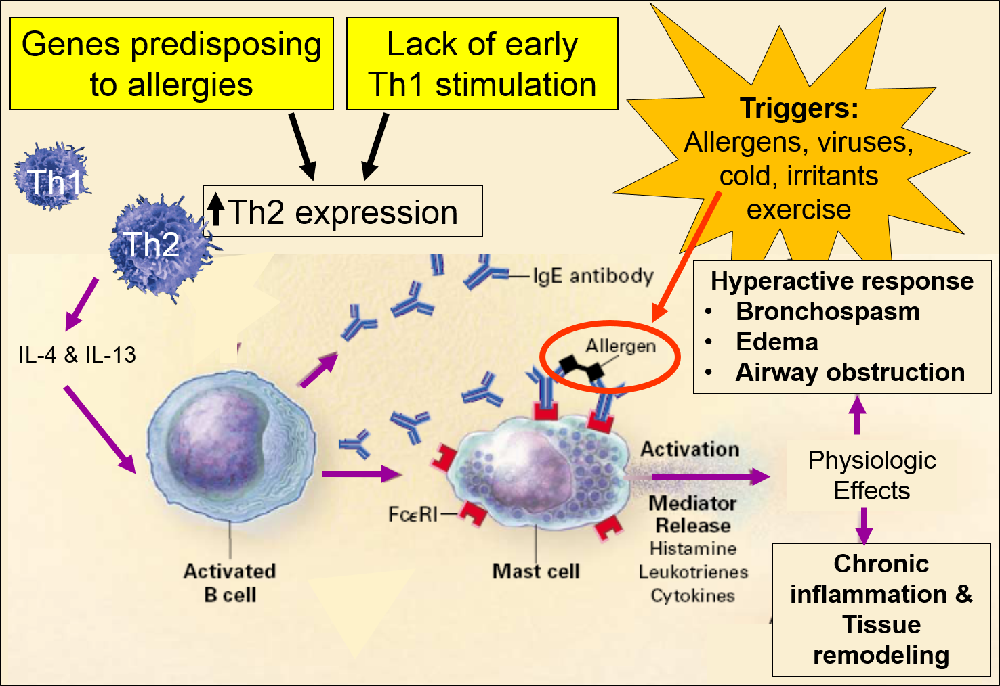 Genes predisposing
to allergies
Lack of early
Th1 stimulation
Triggers:
Allergens, viruses,
cold, irritants
exercise
Th1
Th2
Th2 expression
IgE antibody
Hyperactive response
• Bronchospasm
• Edema
• Airway obstruction
IL-4 & IL-13
Allergen
Activation
Mediator
Release
Histamine
Leukotrienes
Cytokines
Physiologic
Effects
FcϵRI
Activated
B cell
Mast cell
Chronic
inflammation &
Tissue
remodeling